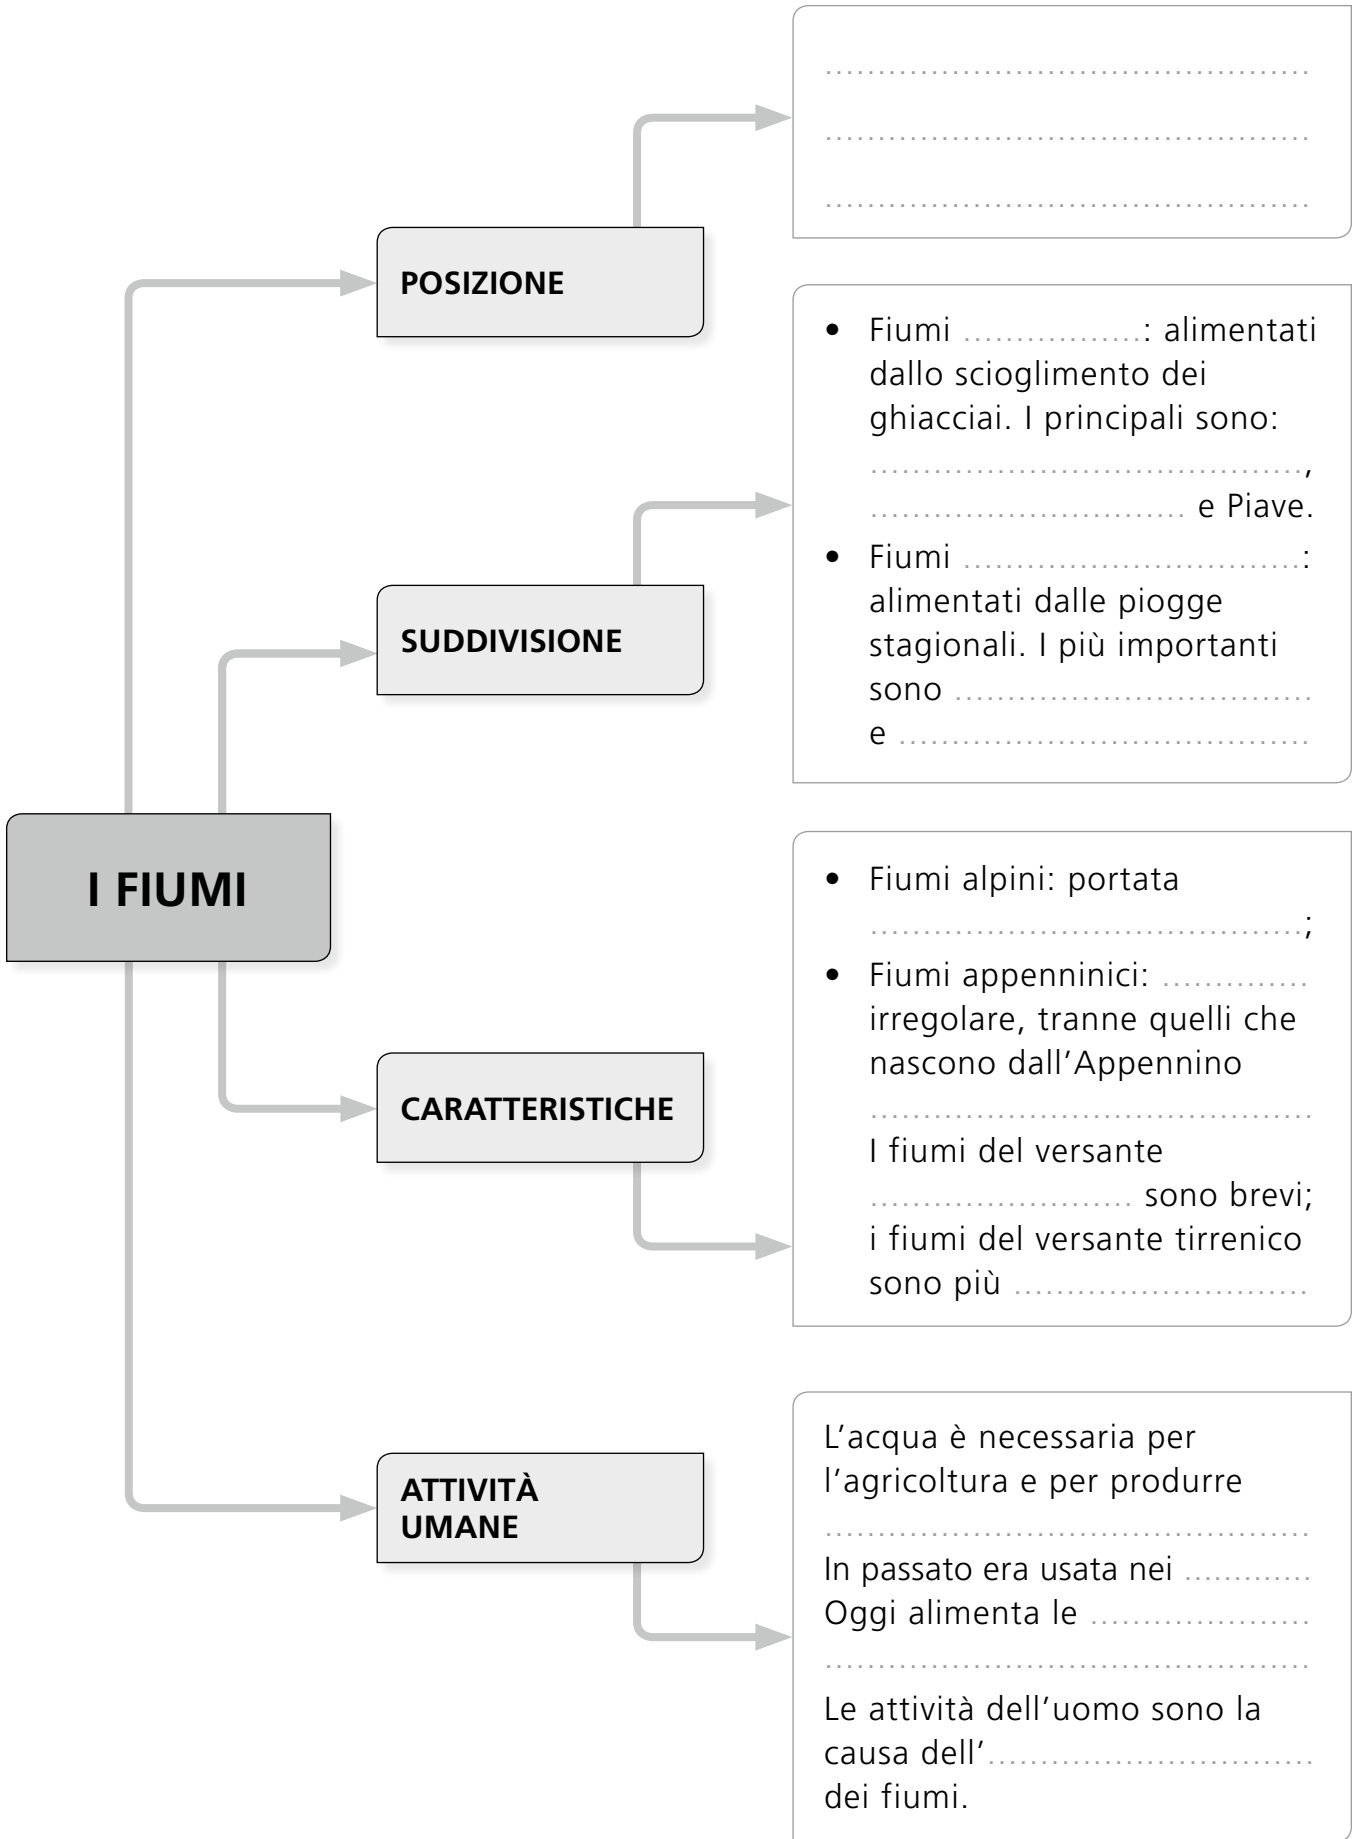 ..............................................
..............................................
..............................................
POSIZIONE
• Fiumi .................: alimentati
dallo scioglimento dei
ghiacciai. I principali sono:
.........................................,
.............................. e Piave.
• Fiumi ................................:
alimentati dalle piogge
stagionali. I più importanti
sono ..................................
e .......................................
SUDDIVISIONE
I FIUMI
• Fiumi alpini: portata
.........................................;
• Fiumi appenninici: ..............
irregolare, tranne quelli che
nascono dall’Appennino
..........................................
I fiumi del versante
......................... sono brevi;
i fiumi del versante tirrenico
sono più ............................
CARATTERISTICHE
L’acqua è necessaria per
l’agricoltura e per produrre
..............................................
In passato era usata nei .............
Oggi alimenta le .....................
..............................................
Le attività dell’uomo sono la
causa dell’...............................
dei fiumi.
ATTIVITÀ
UMANE